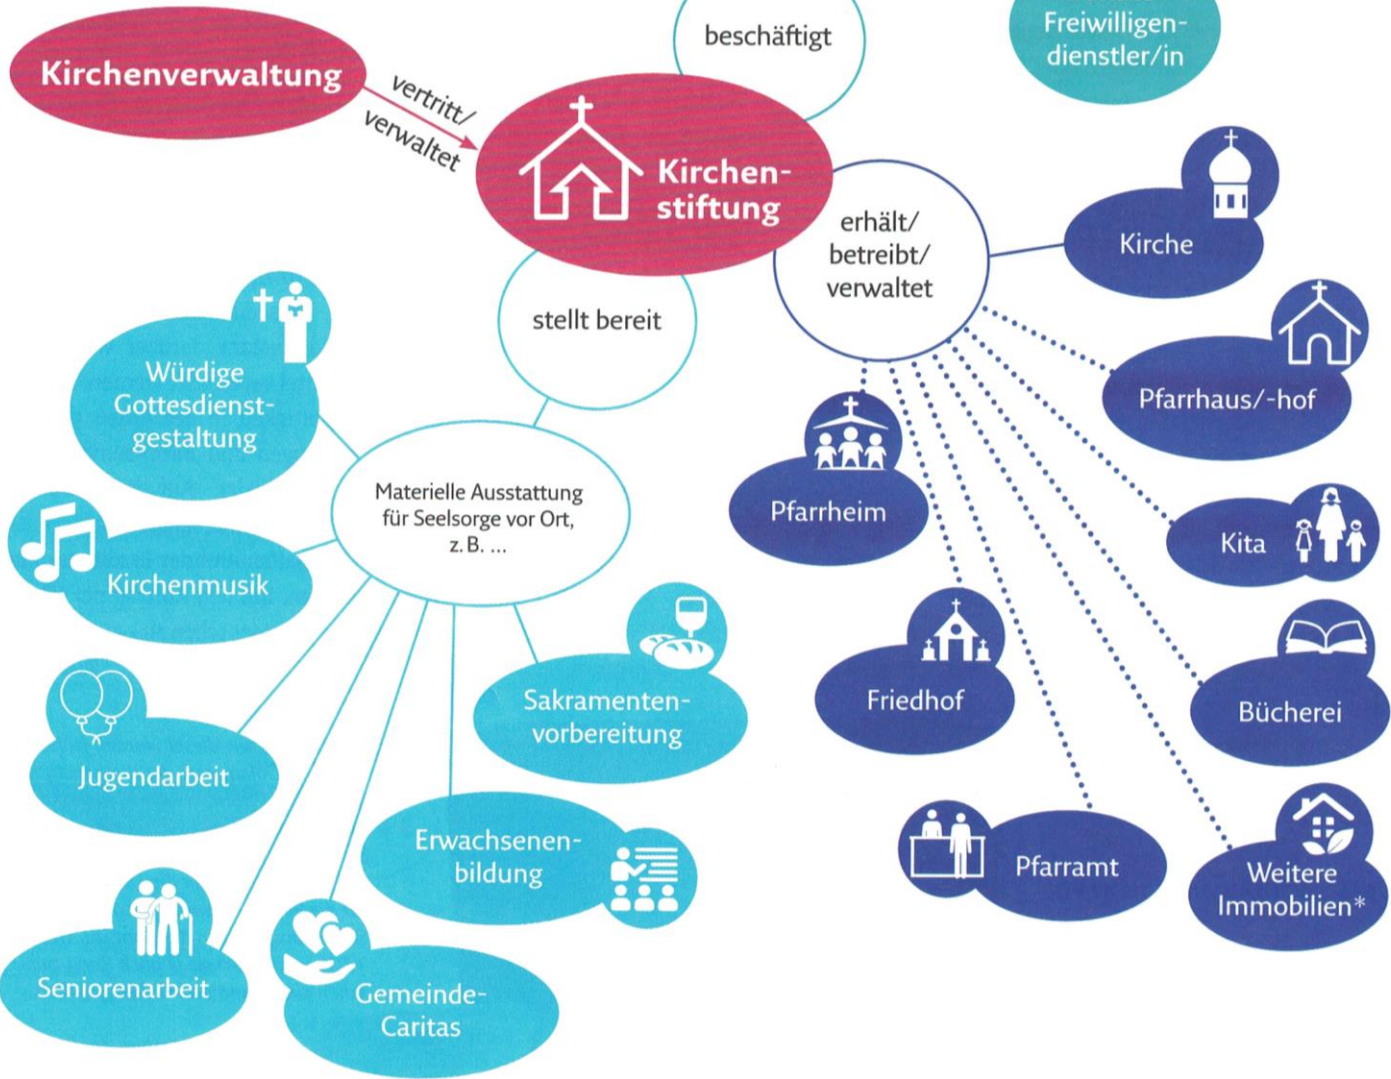 beschäftigt
Freiwilligen-
dienstler/in
Kirchenverwaltung
vertritt/
verwaltet
Kirchen-
stiftung
erhält/
betreibt/
verwaltet
Kirche
stellt bereit
Würdige
Gottesdienst-
gestaltung
Pfarrhaus/-hof
Materielle Ausstattung
für Seelsorge vor Ort,
z. B. ...
Pfarrheim
Kita
Kirchenmusik
Sakramenten-
vorbereitung
Friedhof
Bücherei
Jugendarbeit
Erwachsenen-
bildung
Pfarramt
Weitere
Immobilien*
Seniorenarbeit
Gemeinde-
Caritas